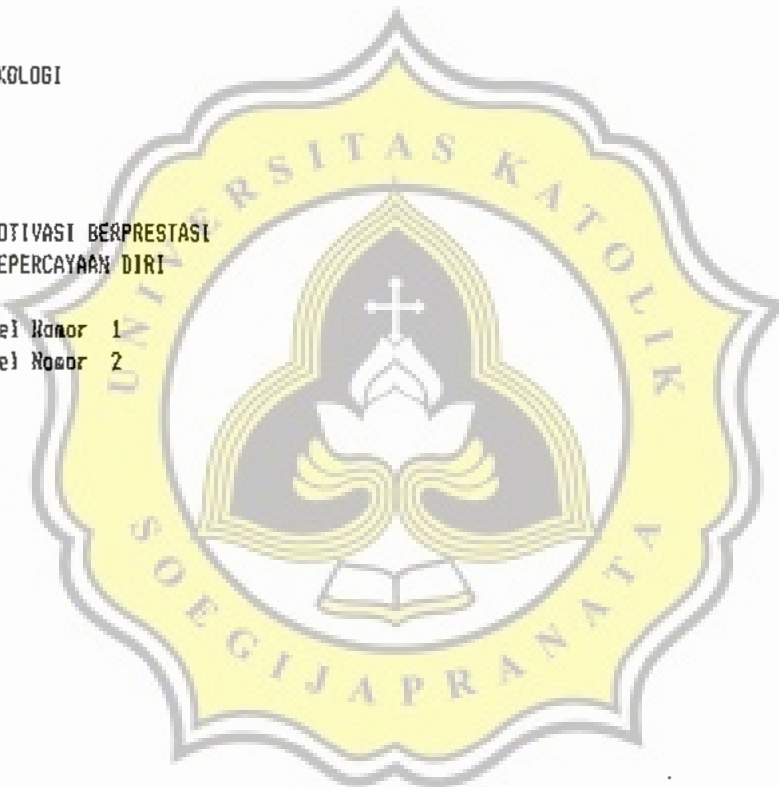 KOLOGI
OTIVASI BERPRESTASI
EPERCAYAAN DIRI
el Nomor 1
el Nomor 2
UNIVERSITAS KATOLIK
SOEGIJAPRANATA